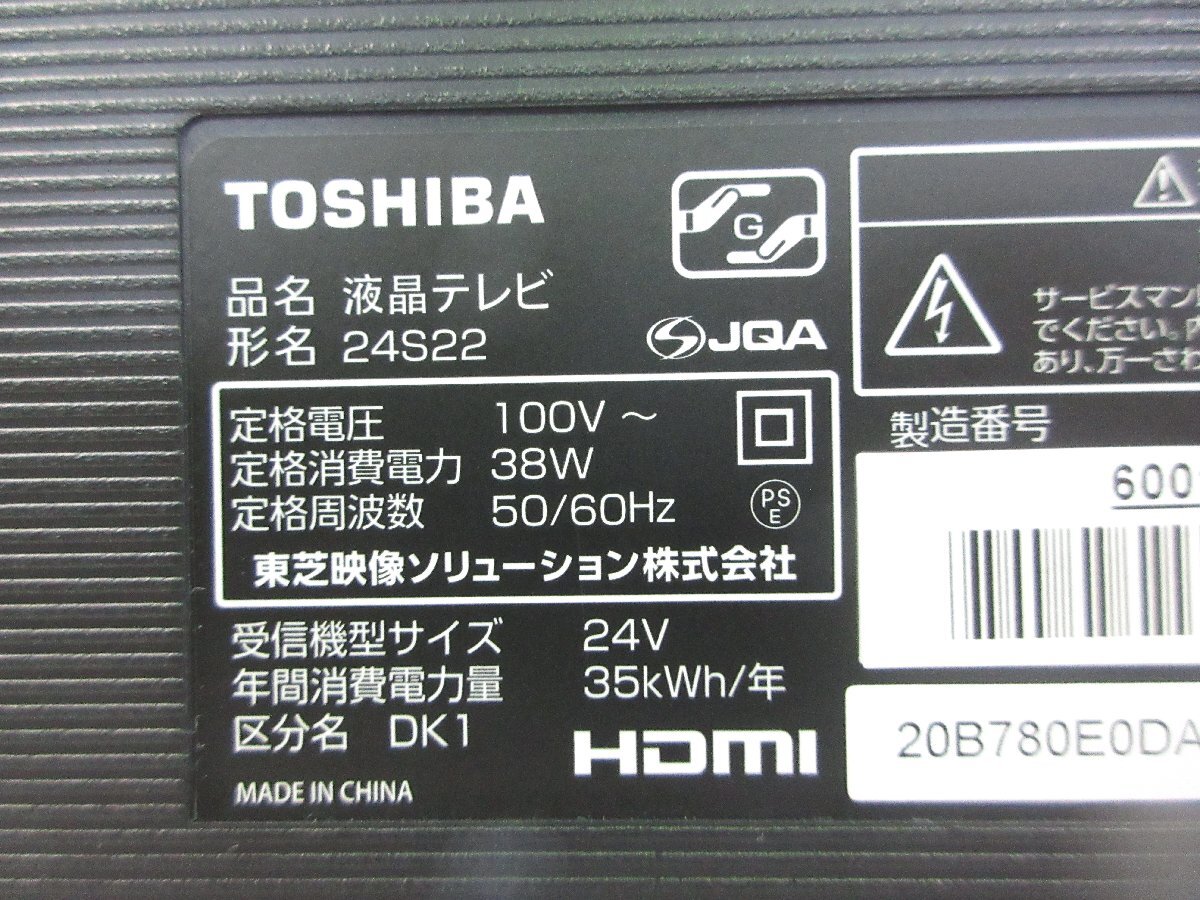 TOSHIBA
G
品名 液晶テレビ
形名 24S22
JQA
定格電圧 100V ～
定格消費電力 38W
定格周波数 50/60Hz
PS
E
東芝映像ソリューション株式会社
受信機型サイズ 24V
年間消費電力量 35kWh/年
区分名 DK1
HDMI
MADE IN CHINA
サービスマン
でください。
あり、万一さわ
製造番号
600
20B780E0DA